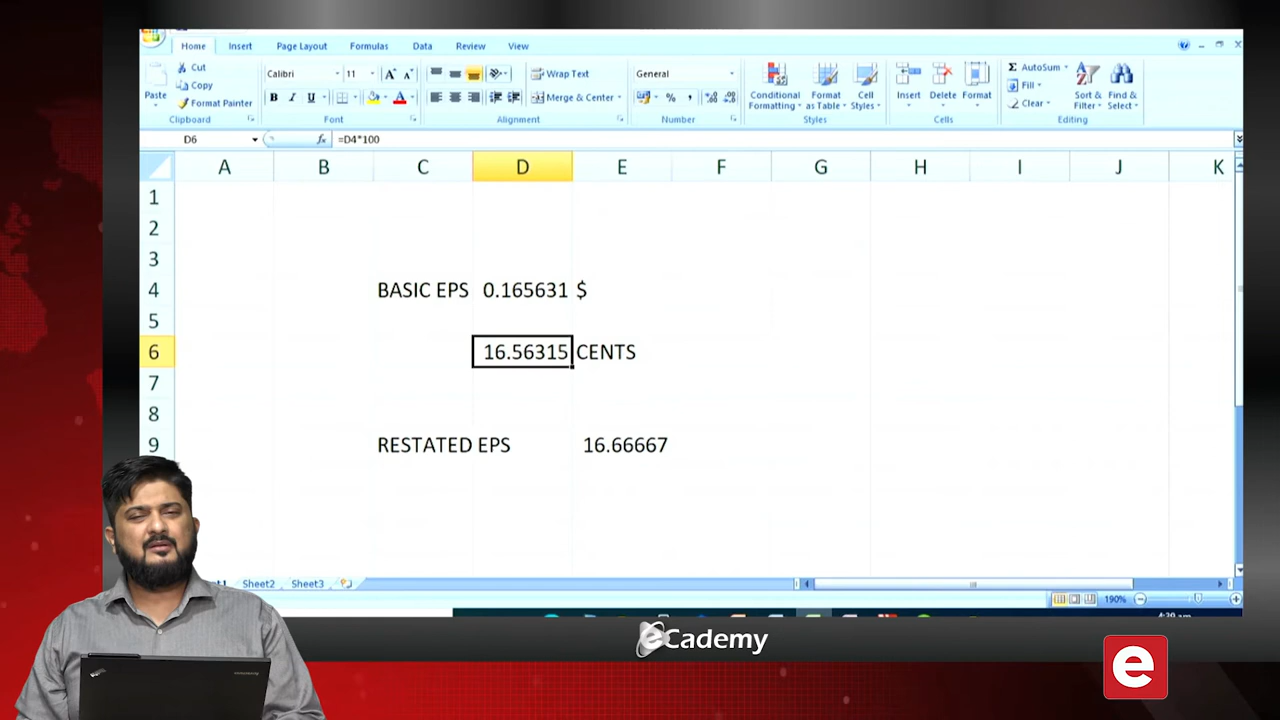 Home Insert Page Layout Formulas Data Review View
Cut
Copy
Format Painter
Paste
Clipboard
Calibri 11 A A
B I U A
Font
Wrap Text
Merge & Center
Alignment
General
% ,
Number
Conditional Formatting
Format as Table
Cell Styles
Styles
Insert Delete Format
Cells
Σ AutoSum
Fill
Clear
Sort & Filter
Find & Select
Editing
D6 fx =D4*100
A B C D E F G H I J K
1
2
3
4 BASIC EPS 0.165631 $
5
6 16.56315 CENTS
7
8
9 RESTATED EPS 16.66667
Sheet2 Sheet3
190%
eCademy
e